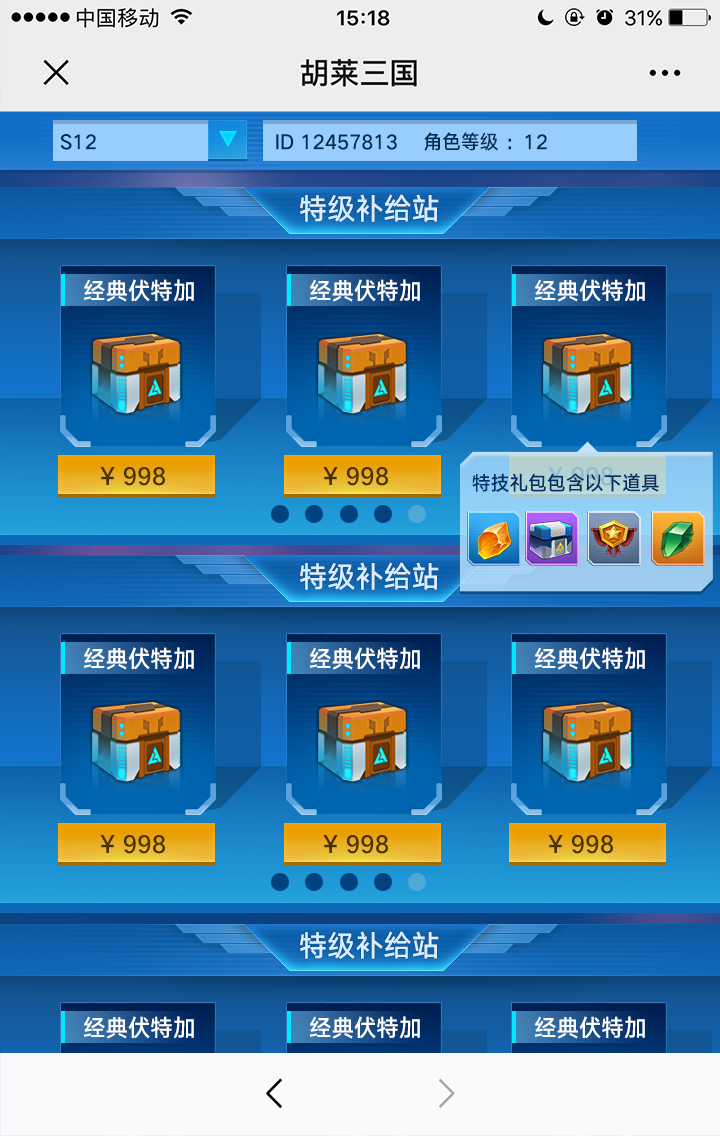 中国移动 15:18 31%
胡莱三国
S12 ID 12457813 角色等级：12
特级补给站
经典伏特加 经典伏特加 经典伏特加
¥ 998 ¥ 998 ¥ 998
特技礼包包含以下道具
特级补给站
经典伏特加 经典伏特加 经典伏特加
¥ 998 ¥ 998 ¥ 998
特级补给站
经典伏特加 经典伏特加 经典伏特加